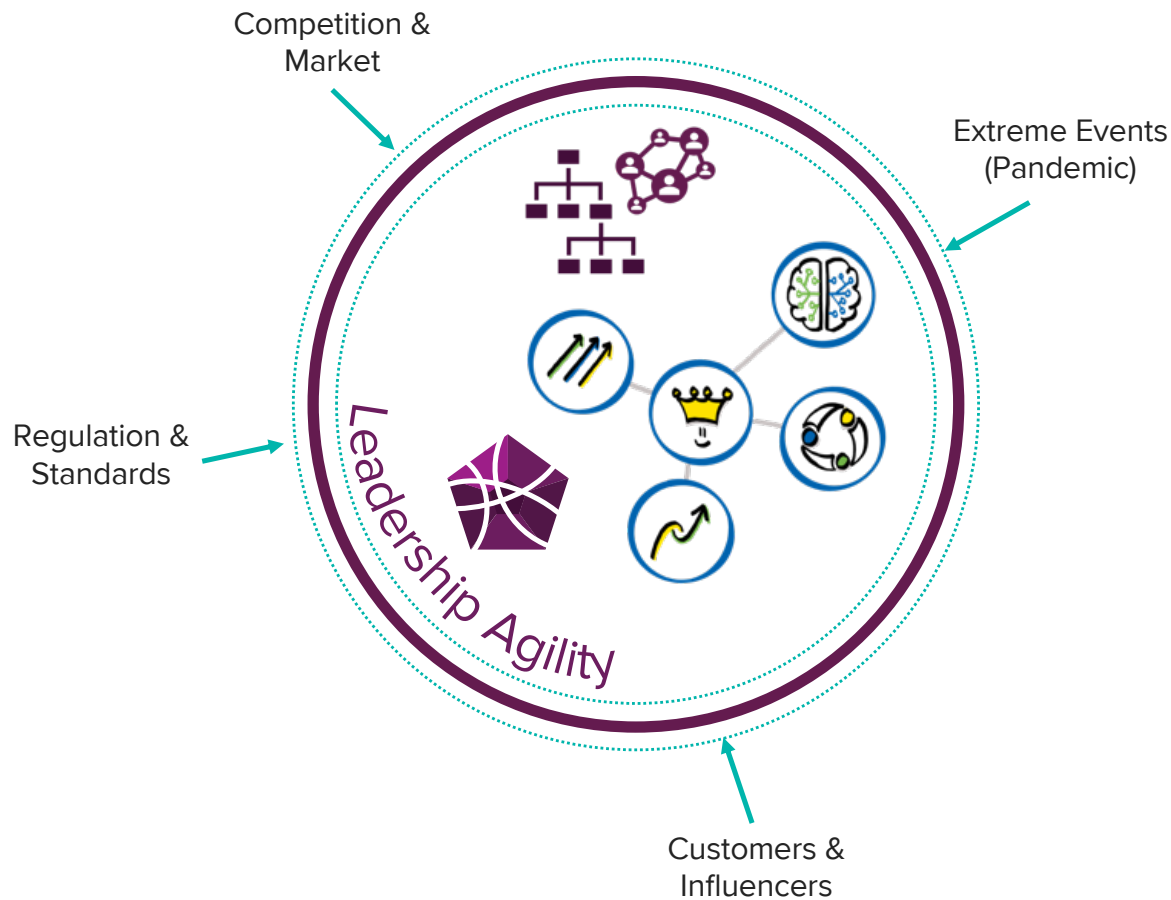 Competition &
Market
Extreme Events
(Pandemic)
Regulation &
Standards
Leadership Agility
Customers &
Influencers